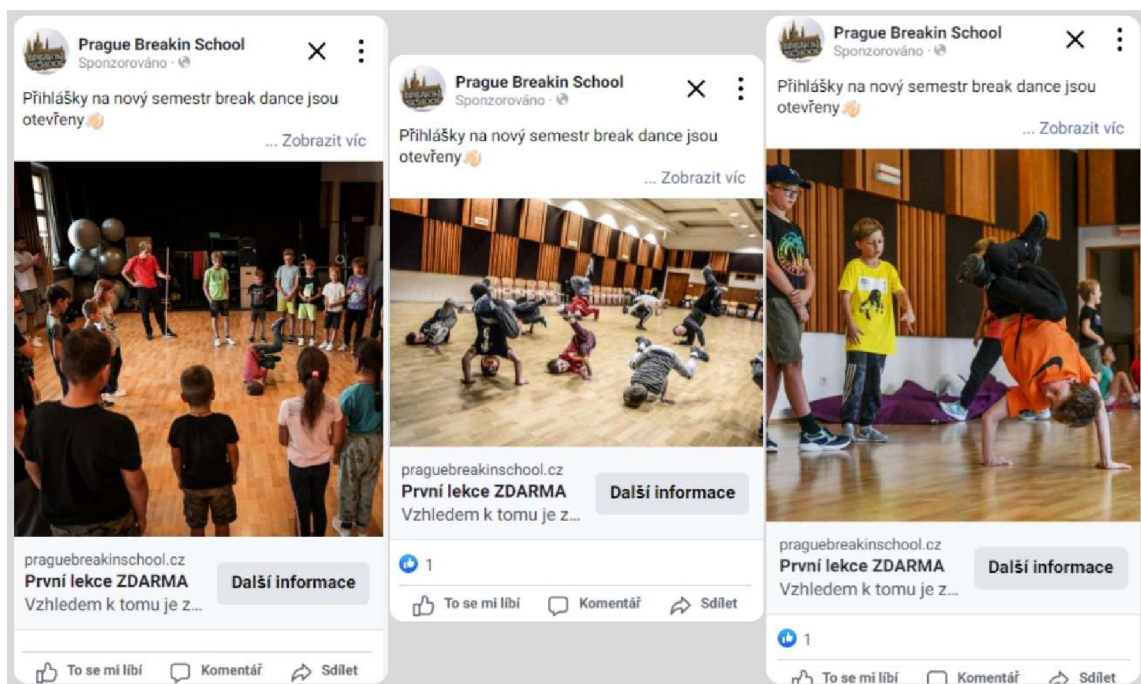 Prague Breakin School
Sponzorováno ·
Přihlášky na nový semestr break dance jsou
otevřeny👋🏻
... Zobrazit víc
praguebreakinschool.cz
První lekce ZDARMA
Vzhledem k tomu je z...
Další informace
To se mi líbí
Komentář
Sdílet
Prague Breakin School
Sponzorováno ·
Přihlášky na nový semestr break dance jsou
otevřeny👋🏻
... Zobrazit víc
praguebreakinschool.cz
První lekce ZDARMA
Vzhledem k tomu je z...
Další informace
1
To se mi líbí
Komentář
Sdílet
Prague Breakin School
Sponzorováno ·
Přihlášky na nový semestr break dance jsou
otevřeny👋🏻
... Zobrazit víc
praguebreakinschool.cz
První lekce ZDARMA
Vzhledem k tomu je z...
Další informace
1
To se mi líbí
Komentář
Sdílet